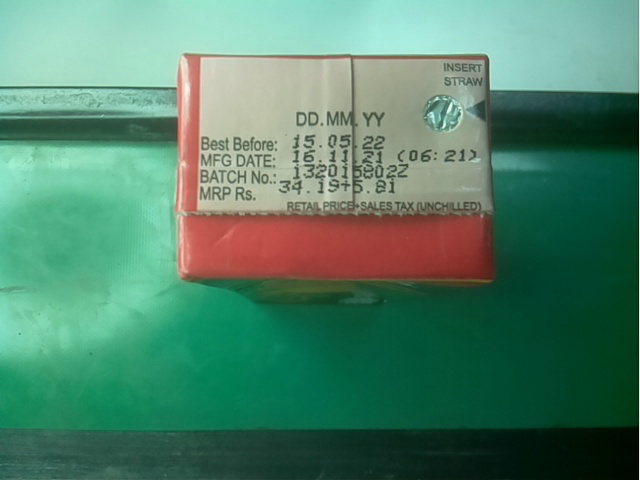 INSERT
STRAW
DD.MM.YY
Best Before: 15.05.22
MFG DATE: 16.11.21 (06:21)
BATCH No.: 132015802Z
MRP Rs. 34.19+5.81
RETAIL PRICE+SALES TAX (UNCHILLED)